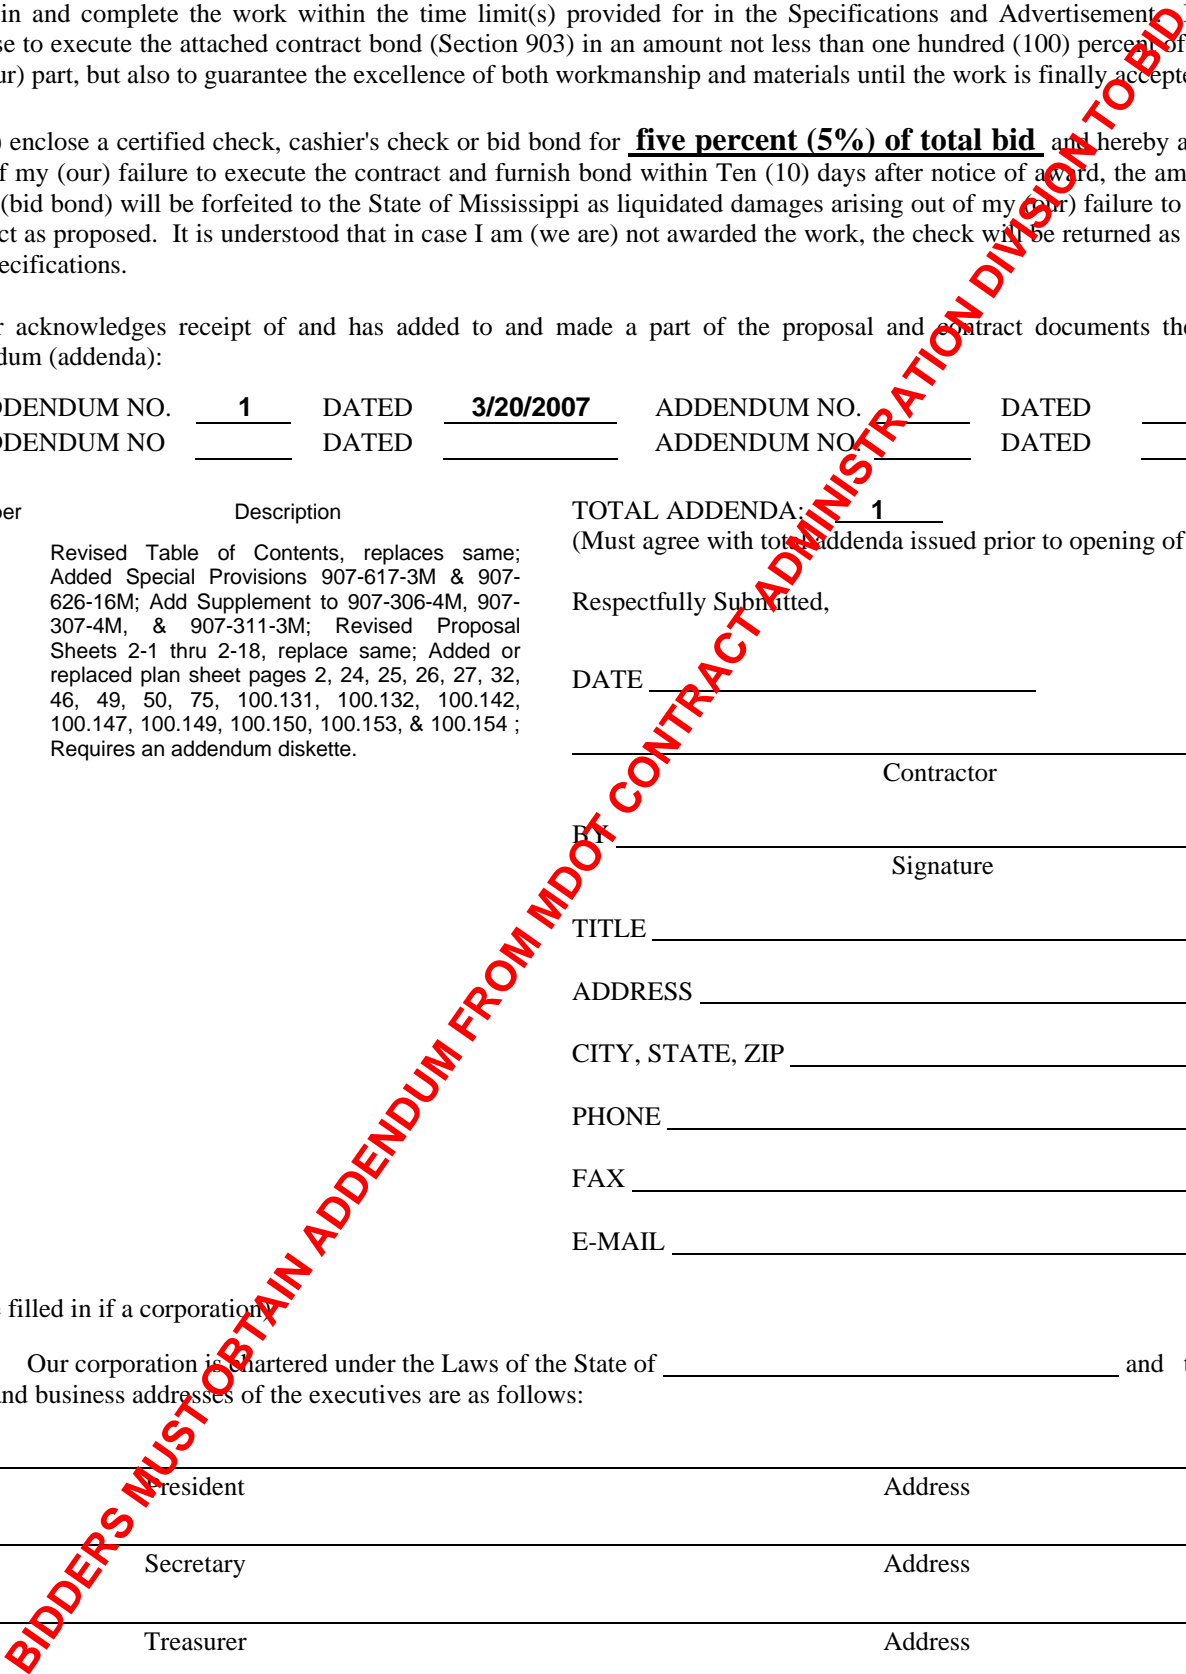 in and complete the work within the time limit(s) provided for in the Specifications and Advertisement.
se to execute the attached contract bond (Section 903) in an amount not less than one hundred (100) percent of
ur) part, but also to guarantee the excellence of both workmanship and materials until the work is finally accepte
) enclose a certified check, cashier's check or bid bond for five percent (5%) of total bid and hereby a
f my (our) failure to execute the contract and furnish bond within Ten (10) days after notice of award, the am
(bid bond) will be forfeited to the State of Mississippi as liquidated damages arising out of my (our) failure to
ct as proposed. It is understood that in case I am (we are) not awarded the work, the check will be returned as
ecifications.
r acknowledges receipt of and has added to and made a part of the proposal and contract documents the
dum (addenda):
DDENDUM NO. 1 DATED 3/20/2007 ADDENDUM NO. DATED
DDENDUM NO DATED ADDENDUM NO. DATED
ber Description
Revised Table of Contents, replaces same;
Added Special Provisions 907-617-3M & 907-
626-16M; Add Supplement to 907-306-4M, 907-
307-4M, & 907-311-3M; Revised Proposal
Sheets 2-1 thru 2-18, replace same; Added or
replaced plan sheet pages 2, 24, 25, 26, 27, 32,
46, 49, 50, 75, 100.131, 100.132, 100.142,
100.147, 100.149, 100.150, 100.153, & 100.154 ;
Requires an addendum diskette.
TOTAL ADDENDA: 1
(Must agree with total addenda issued prior to opening of
Respectfully Submitted,
DATE
Contractor
BY
Signature
TITLE
ADDRESS
CITY, STATE, ZIP
PHONE
FAX
E-MAIL
e filled in if a corporation)
Our corporation is chartered under the Laws of the State of and t
and business addresses of the executives are as follows:
President Address
Secretary Address
Treasurer Address
BIDDERS MUST OBTAIN ADDENDUM FROM MDOT CONTRACT ADMINISTRATION DIVISION TO BID